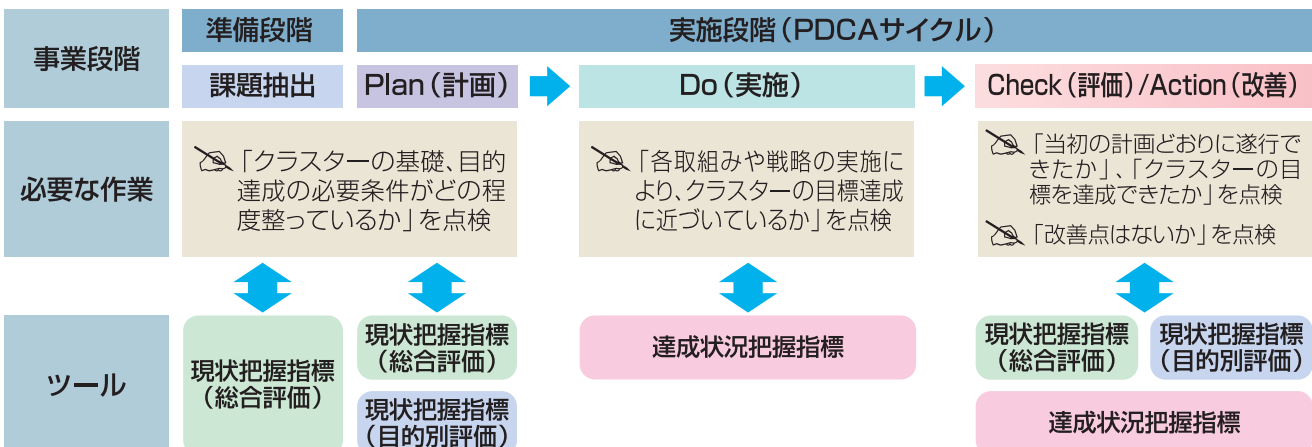 事業段階
準備段階
実施段階(PDCAサイクル)
課題抽出
Plan(計画)
Do(実施)
Check(評価)/Action(改善)
必要な作業
「クラスターの基礎、目的
達成の必要条件がどの程
度整っているか」を点検
「各取組みや戦略の実施に
より、クラスターの目標達成
に近づいているか」を点検
「当初の計画どおりに遂行で
きたか」、「クラスターの目
標を達成できたか」を点検
「改善点はないか」を点検
ツール
現状把握指標
(総合評価)
現状把握指標
(総合評価)
現状把握指標
(目的別評価)
達成状況把握指標
現状把握指標
(総合評価)
現状把握指標
(目的別評価)
達成状況把握指標